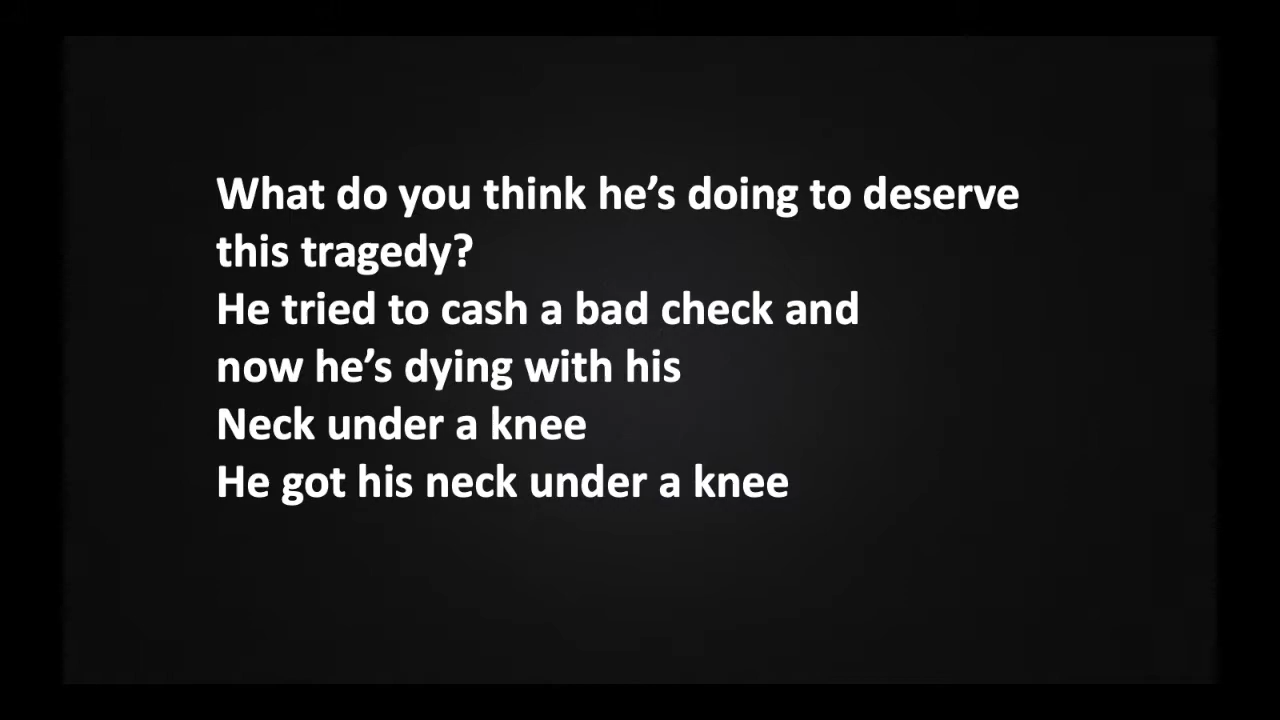 What do you think he’s doing to deserve
this tragedy?
He tried to cash a bad check and
now he’s dying with his
Neck under a knee
He got his neck under a knee